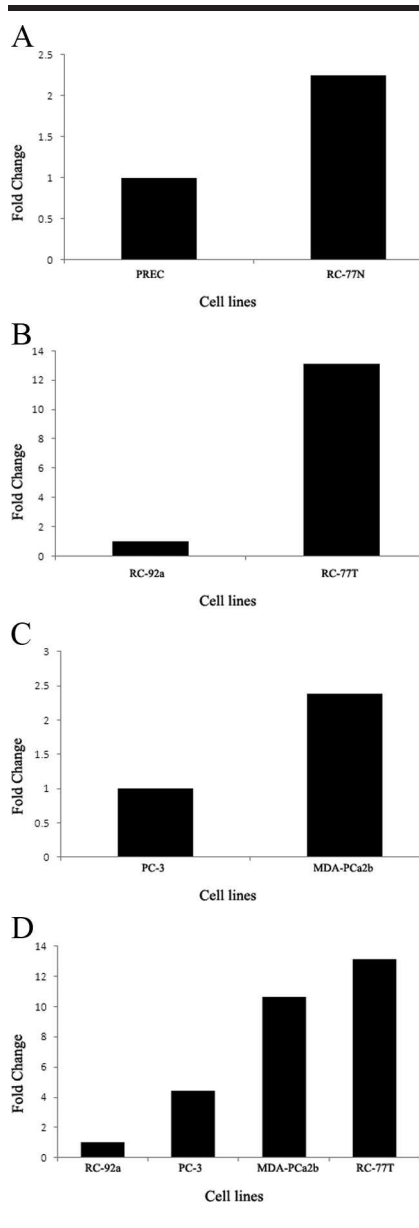 A
2.5
2
1.5
1
0.5
0
Fold Change
PREC RC-77N
Cell lines
B
14
12
10
8
6
4
2
0
Fold Change
RC-92a RC-77T
Cell lines
C
3
2.5
2
1.5
1
0.5
0
Fold Change
PC-3 MDA-PCa2b
Cell lines
D
14
12
10
8
6
4
2
0
Fold Change
RC-92a PC-3 MDA-PCa2b RC-77T
Cell lines